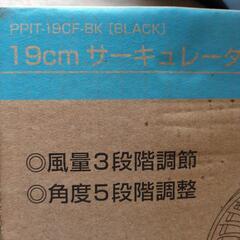 PPIT-19CF-BK [BLACK]
19cm サーキュレータ
◎風量3段階調節
◎角度5段階調整